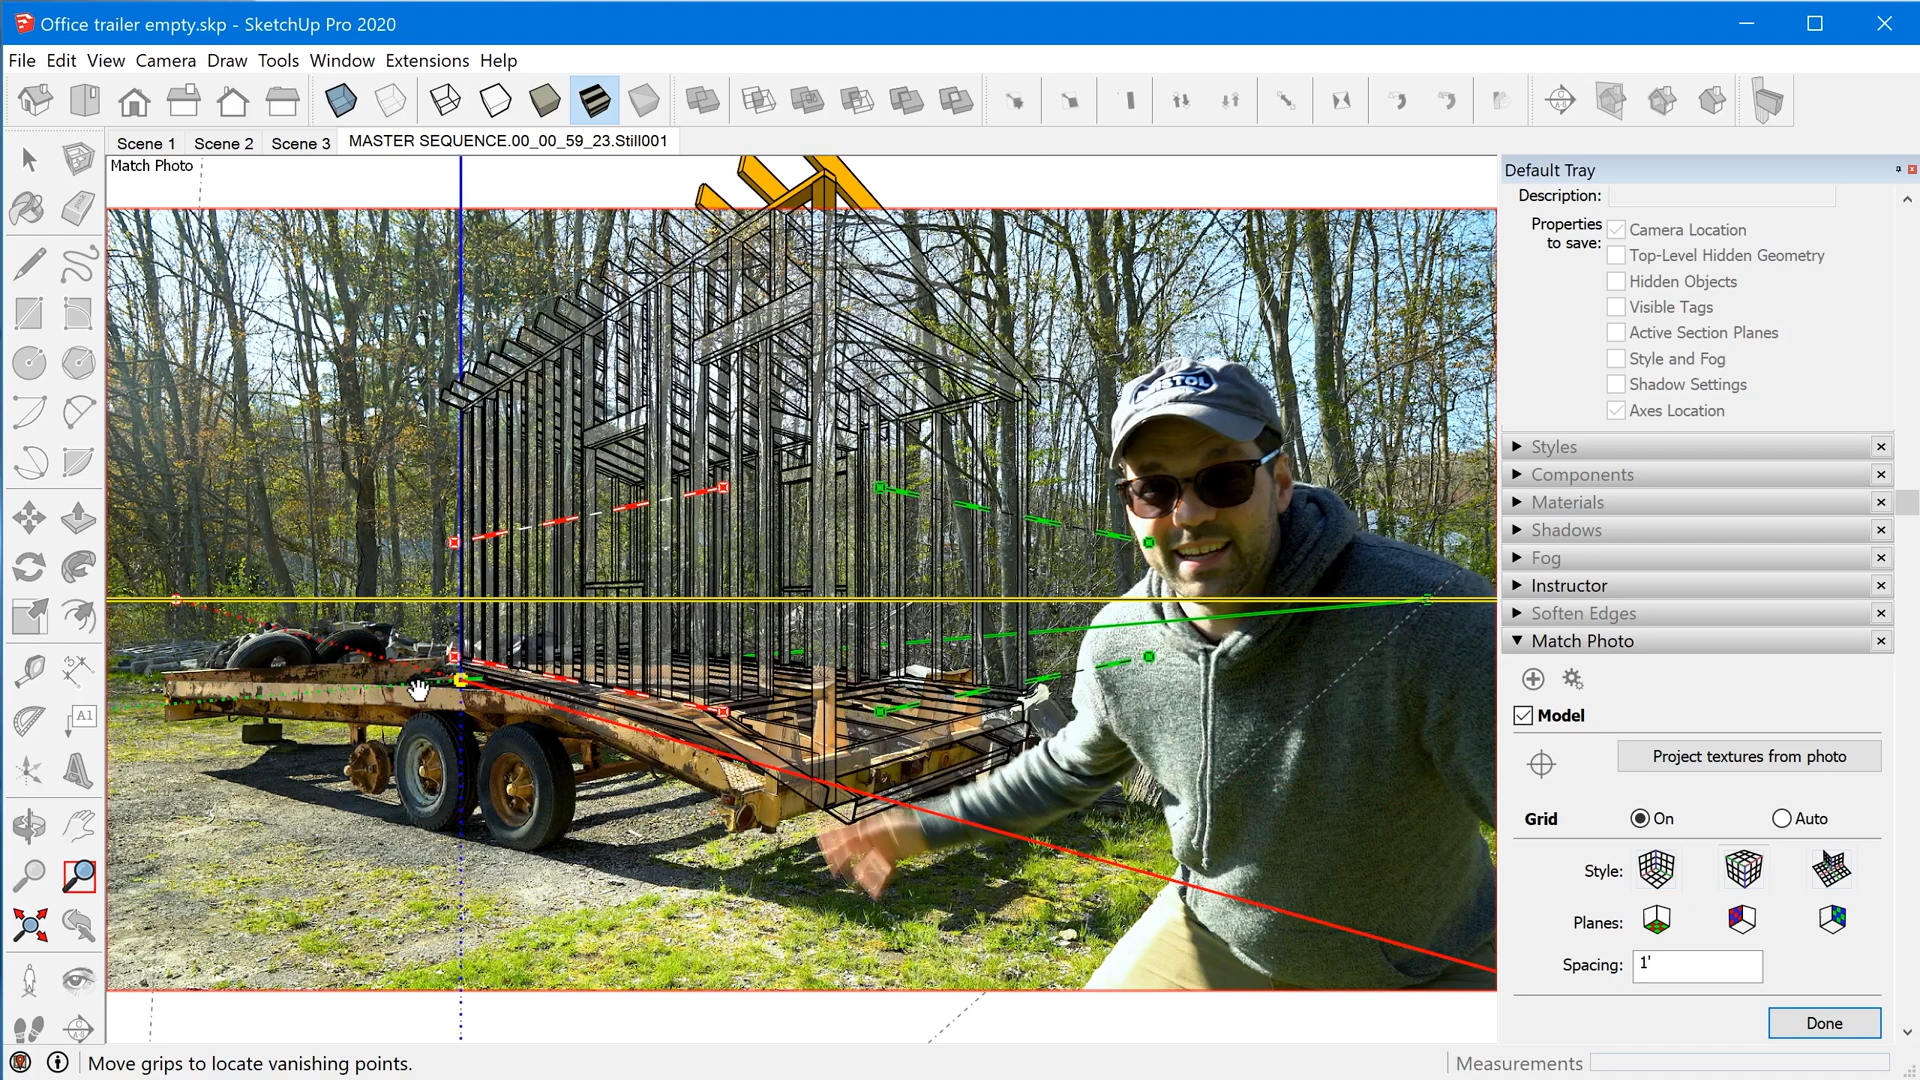 Office trailer empty.skp - SketchUp Pro 2020
File Edit View Camera Draw Tools Window Extensions Help
Scene 1 Scene 2 Scene 3 MASTER SEQUENCE.00_00_59_23.Still001
Match Photo
Default Tray
Description:
Properties to save:
Camera Location
Top-Level Hidden Geometry
Hidden Objects
Visible Tags
Active Section Planes
Style and Fog
Shadow Settings
Axes Location
Styles
Components
Materials
Shadows
Fog
Instructor
Soften Edges
Match Photo
Model
Project textures from photo
Grid On Auto
Style:
Planes:
Spacing: 1'
Done
A1
Move grips to locate vanishing points.
Measurements